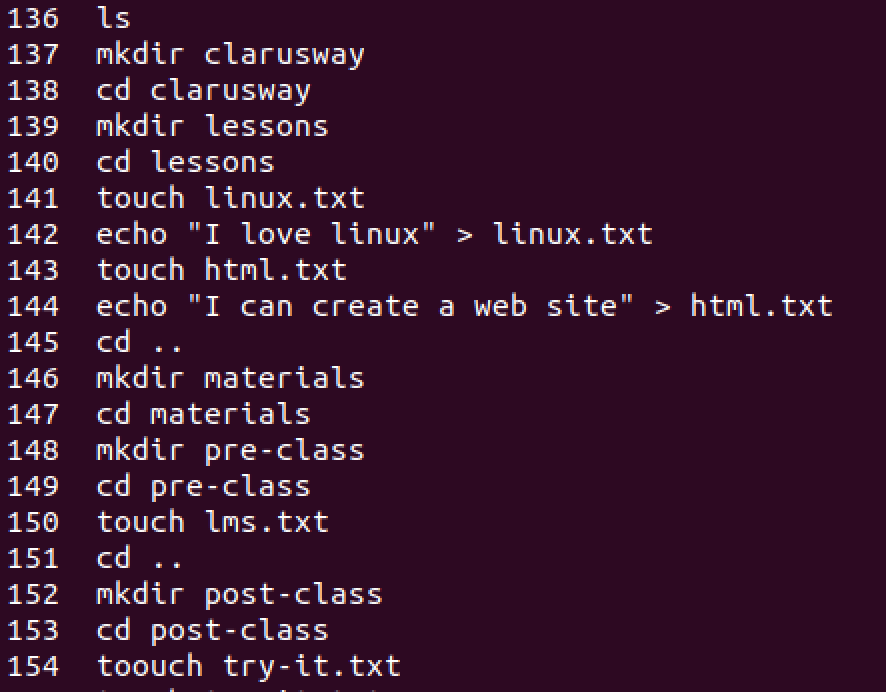 136 ls
137 mkdir clarusway
138 cd clarusway
139 mkdir lessons
140 cd lessons
141 touch linux.txt
142 echo "I love linux" > linux.txt
143 touch html.txt
144 echo "I can create a web site" > html.txt
145 cd ..
146 mkdir materials
147 cd materials
148 mkdir pre-class
149 cd pre-class
150 touch lms.txt
151 cd ..
152 mkdir post-class
153 cd post-class
154 toouch try-it.txt